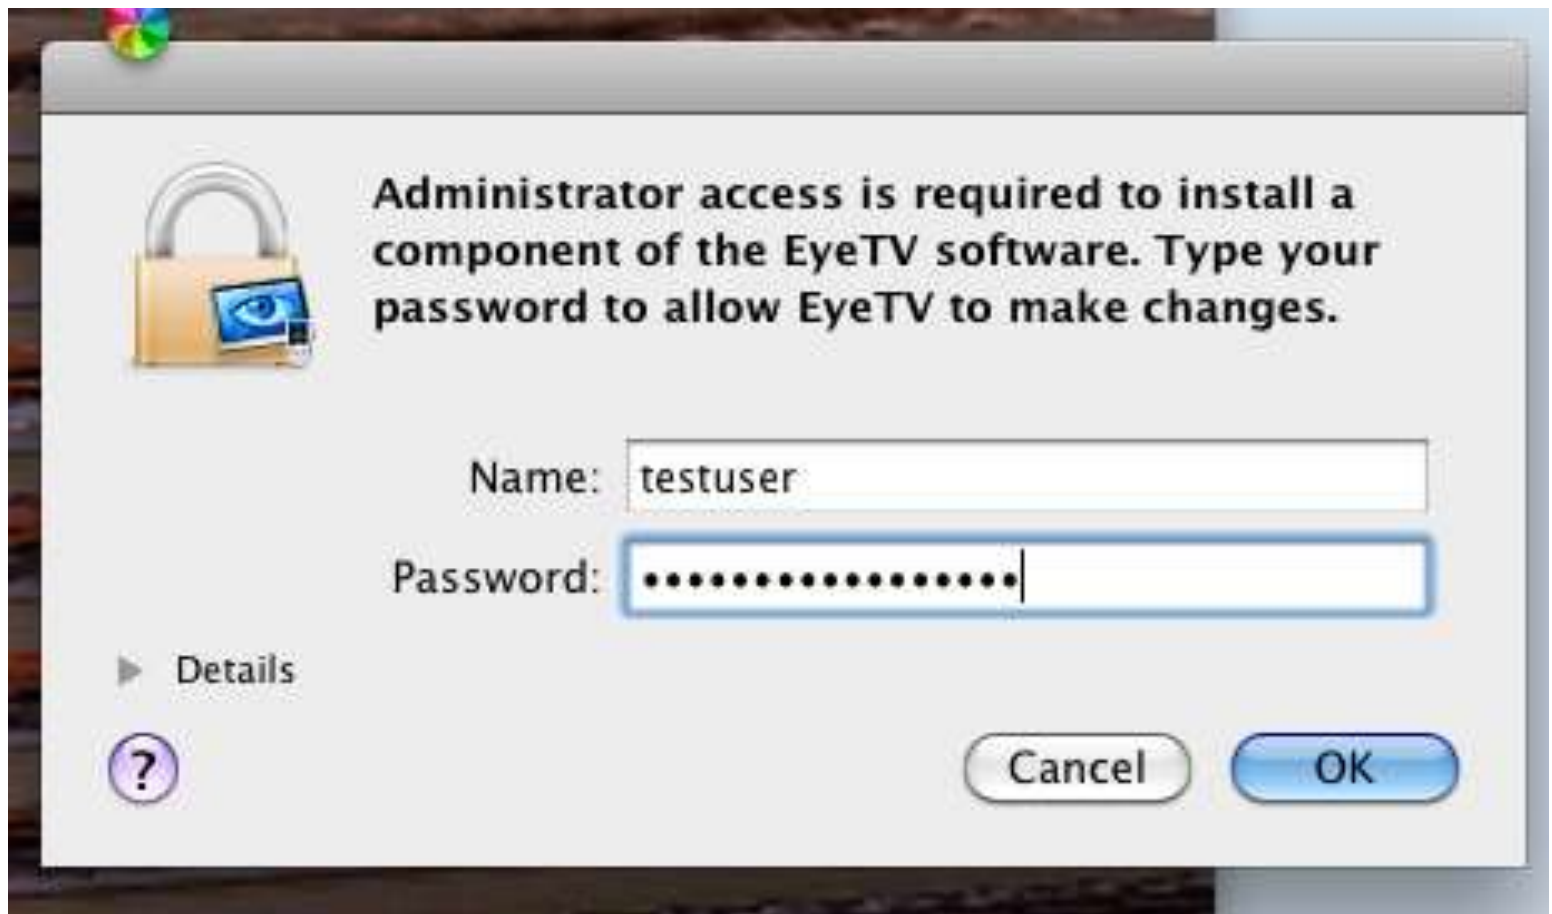 Administrator access is required to install a
component of the EyeTV software. Type your
password to allow EyeTV to make changes.
Name: testuser
Password: •••••••••••••••••
Details
? Cancel OK